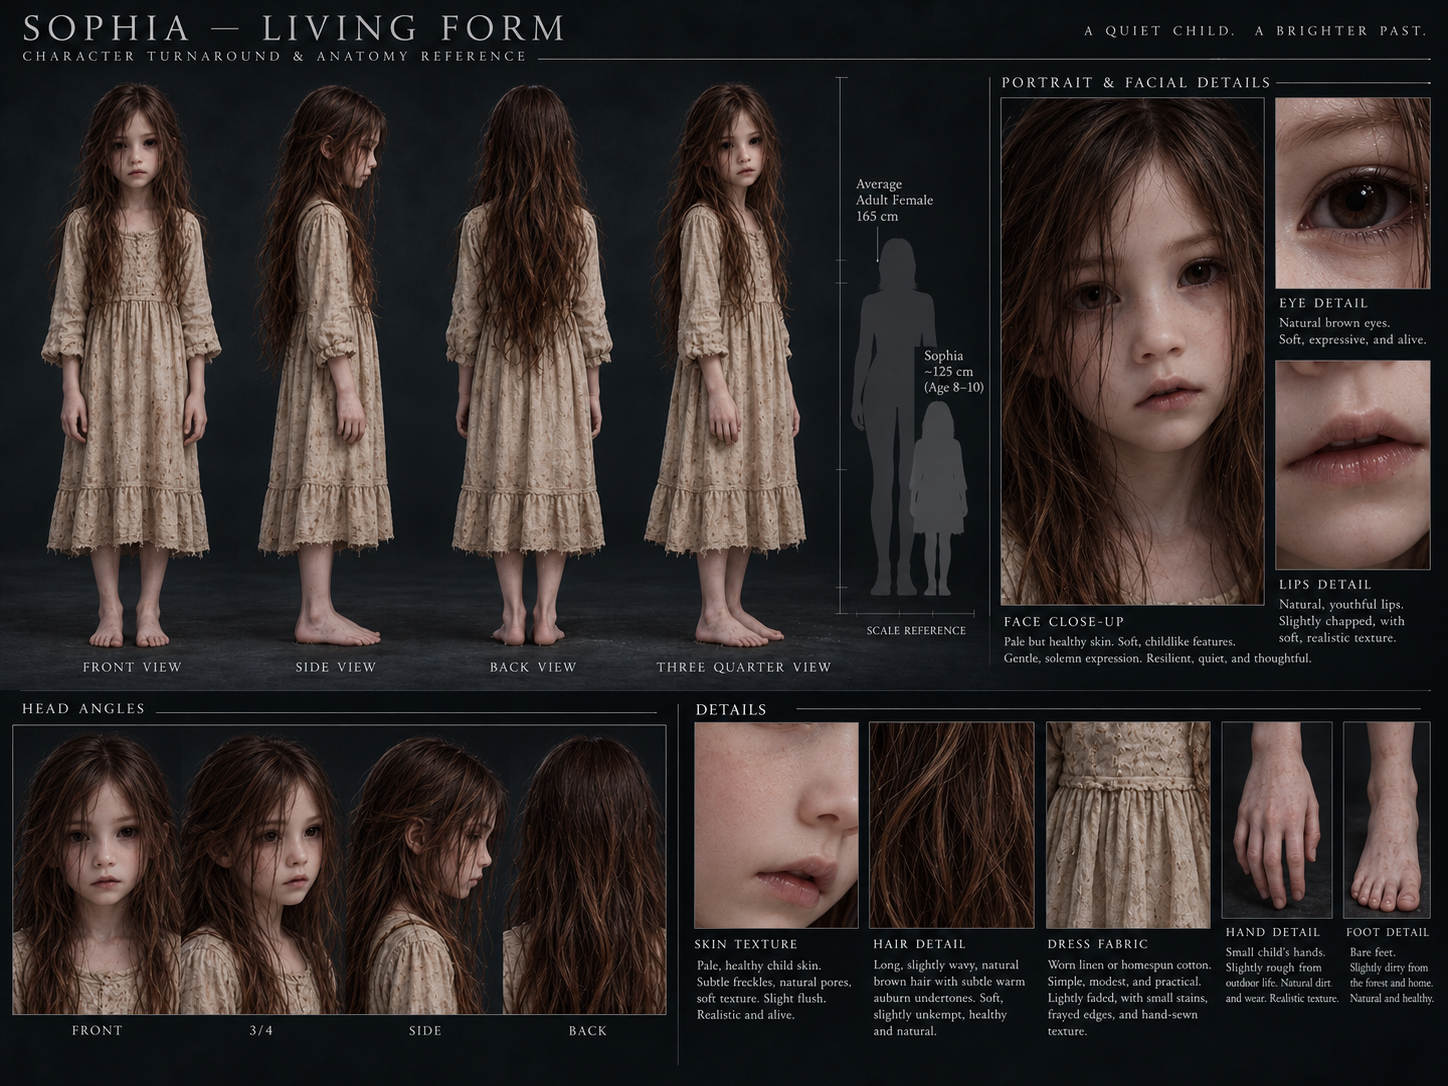 SOPHIA — LIVING FORM
CHARACTER TURNAROUND & ANATOMY REFERENCE
A QUIET CHILD. A BRIGHTER PAST.
FRONT VIEW
SIDE VIEW
BACK VIEW
THREE QUARTER VIEW
Average
Adult Female
165 cm
Sophia
~125 cm
(Age 8–10)
SCALE REFERENCE
PORTRAIT & FACIAL DETAILS
FACE CLOSE-UP
Pale but healthy skin. Soft, childlike features.
Gentle, solemn expression. Resilient, quiet, and thoughtful.
EYE DETAIL
Natural brown eyes.
Soft, expressive, and alive.
LIPS DETAIL
Natural, youthful lips.
Slightly chapped, with
soft, realistic texture.
HEAD ANGLES
FRONT
3/4
SIDE
BACK
DETAILS
SKIN TEXTURE
Pale, healthy child skin.
Subtle freckles, natural pores,
soft texture. Slight flush.
Realistic and alive.
HAIR DETAIL
Long, slightly wavy, natural
brown hair with subtle warm
auburn undertones. Soft,
slightly unkempt, healthy
and natural.
DRESS FABRIC
Worn linen or homespun cotton.
Simple, modest, and practical.
Lightly faded, with small stains,
frayed edges, and hand-sewn
texture.
HAND DETAIL
Small child's hands.
Slightly rough from
outdoor life. Natural dirt
and wear. Realistic texture.
FOOT DETAIL
Bare feet.
Slightly dirty from
the forest and home.
Natural and healthy.